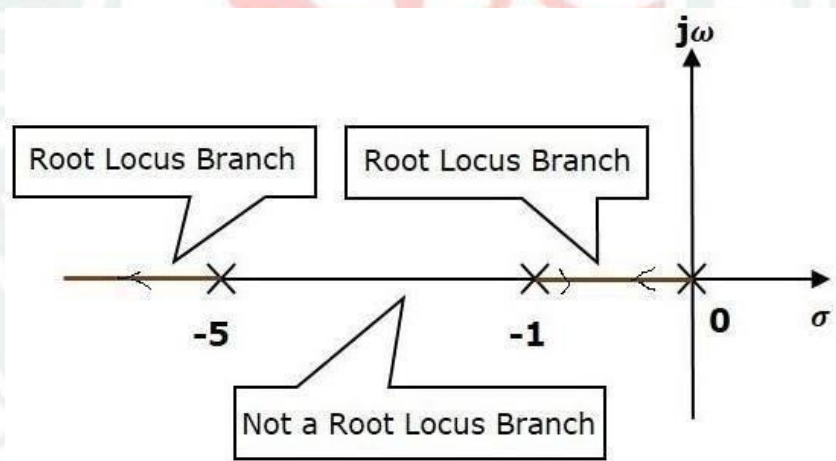 jω
Root Locus Branch
Root Locus Branch
-5
-1
0
σ
Not a Root Locus Branch